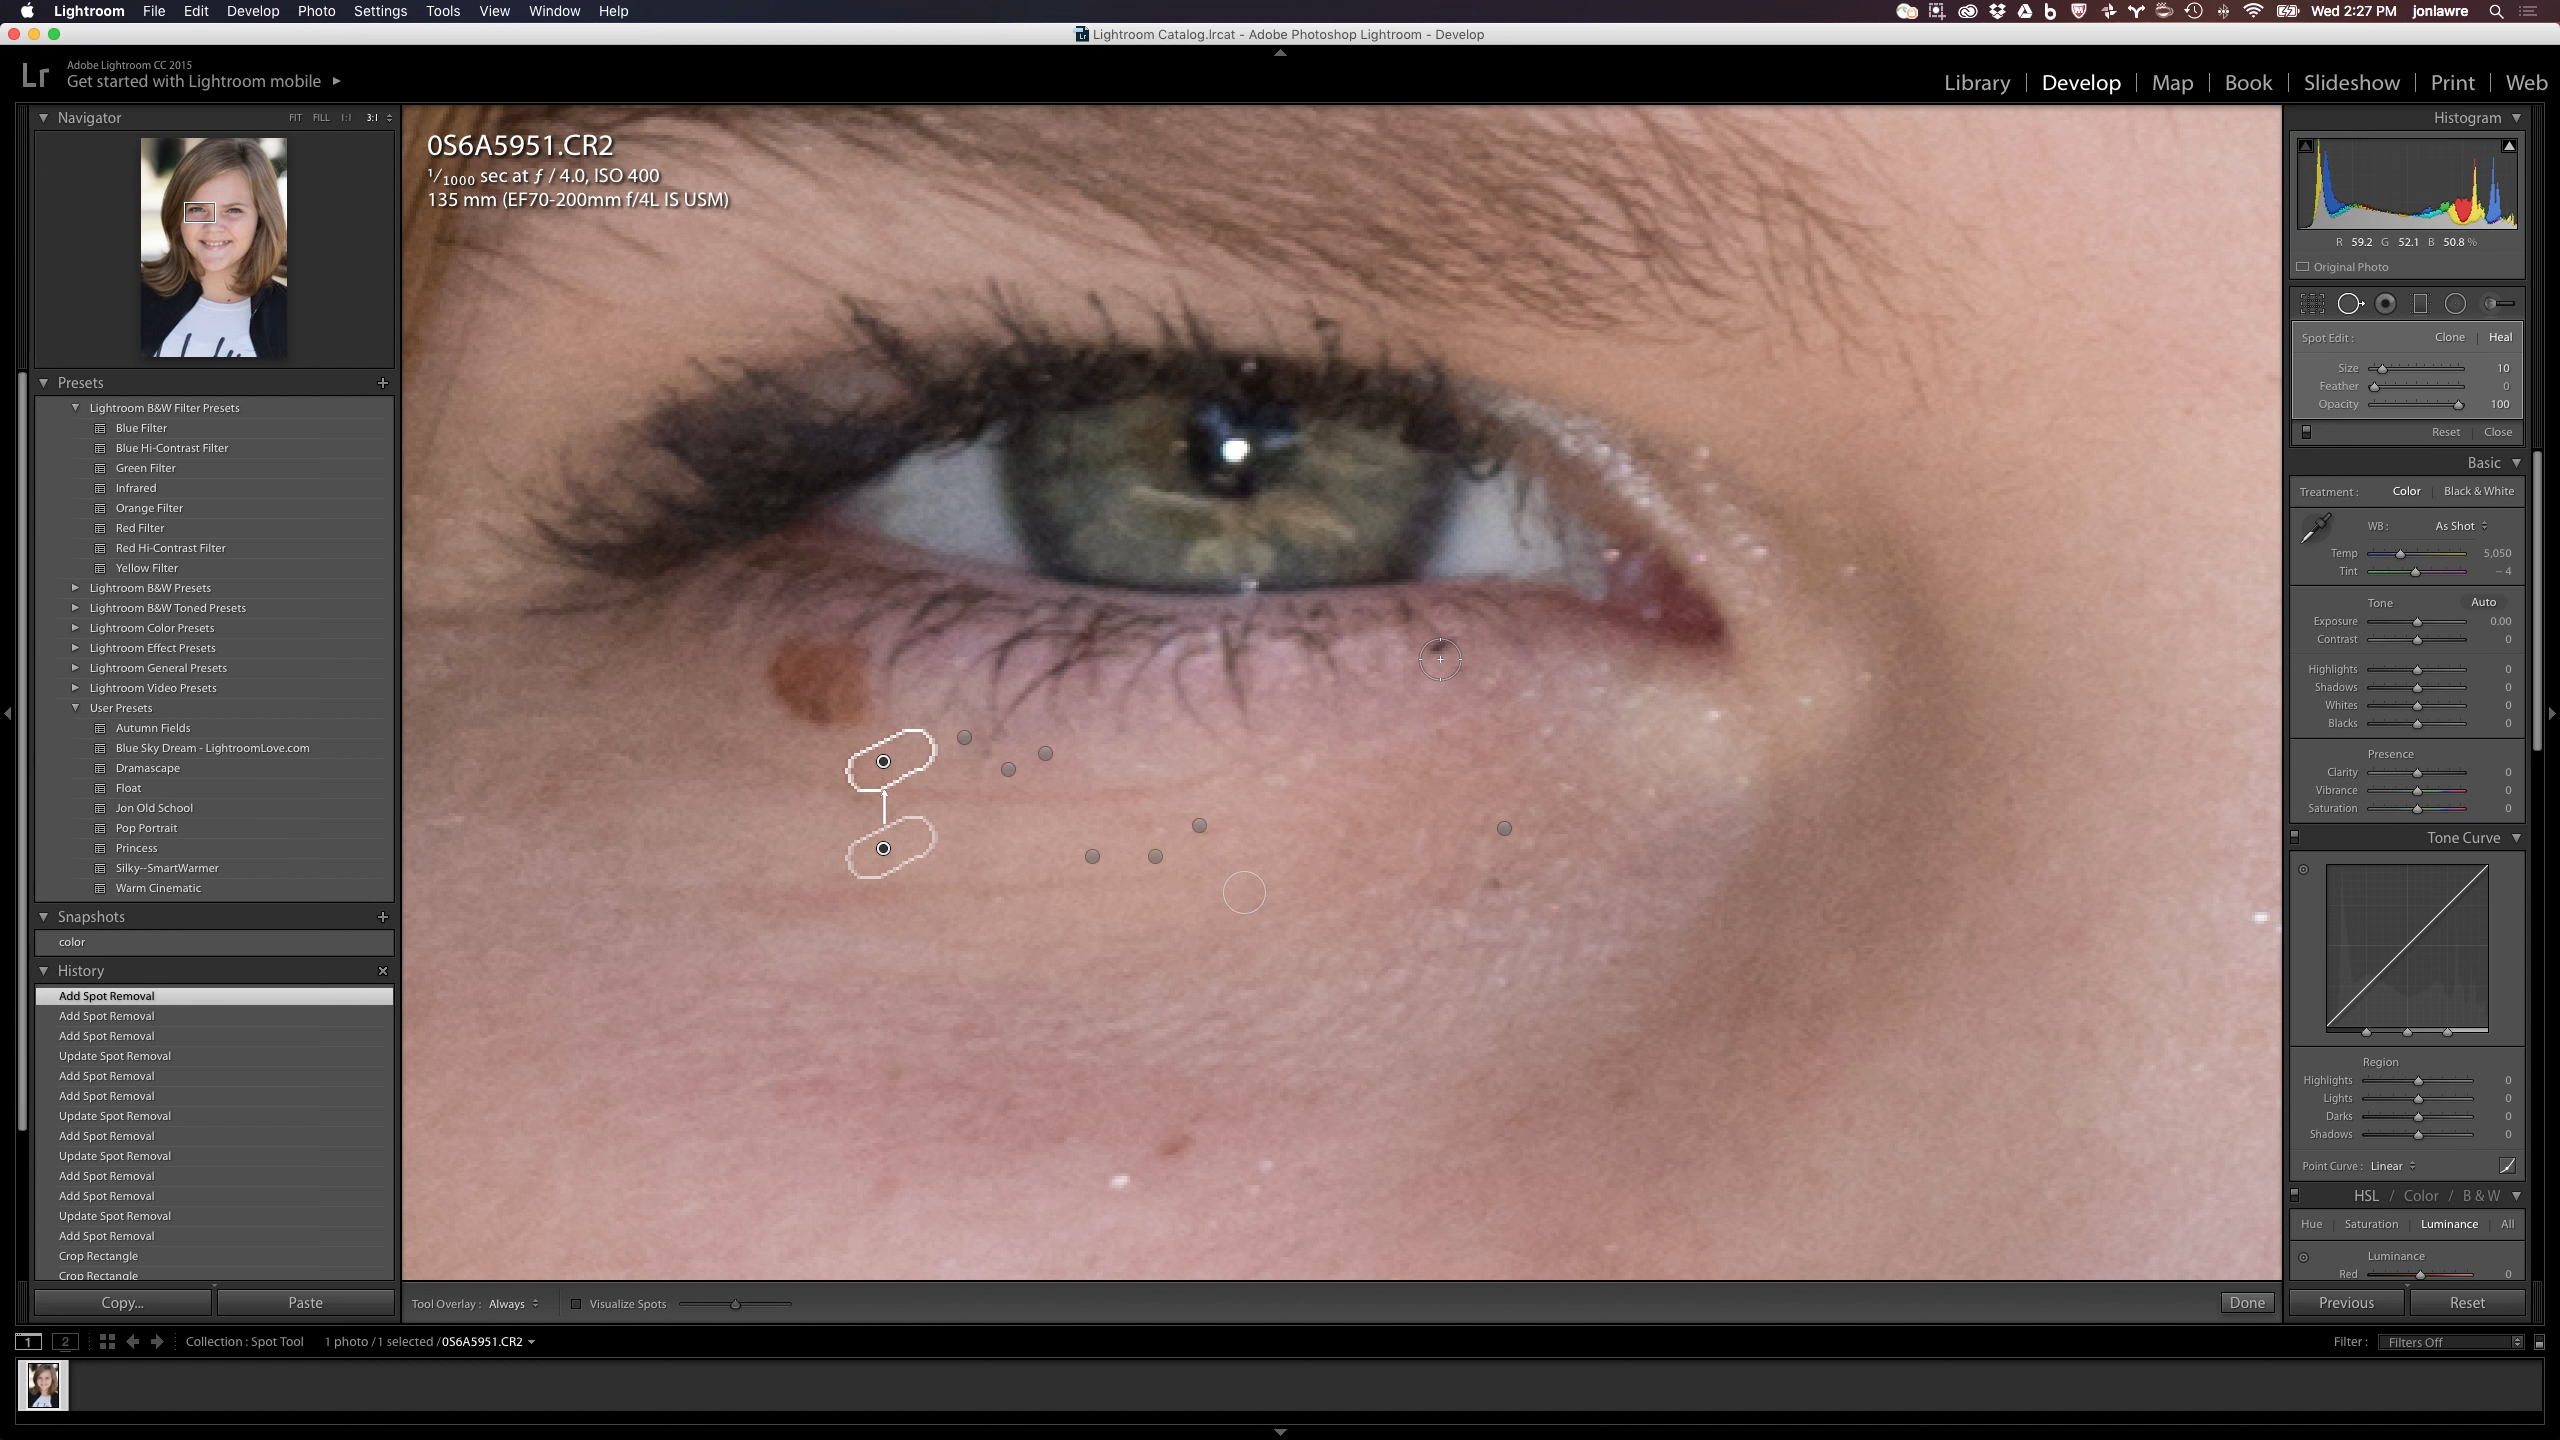 Lightroom File Edit Develop Photo Settings Tools View Window Help
Wed 2:27 PM jonlawre
Lightroom Catalog.lrcat - Adobe Photoshop Lightroom - Develop
Lr
Adobe Lightroom CC 2015
Get started with Lightroom mobile
Library | Develop | Map | Book | Slideshow | Print | Web
Navigator FIT FILL 1:1 3:1
Presets
Lightroom B&W Filter Presets
Blue Filter
Blue Hi-Contrast Filter
Green Filter
Infrared
Orange Filter
Red Filter
Red Hi-Contrast Filter
Yellow Filter
Lightroom B&W Presets
Lightroom B&W Toned Presets
Lightroom Color Presets
Lightroom Effect Presets
Lightroom General Presets
Lightroom Video Presets
User Presets
Autumn Fields
Blue Sky Dream - LightroomLove.com
Dramascape
Float
Jon Old School
Pop Portrait
Princess
Silky--SmartWarmer
Warm Cinematic
Snapshots
color
History
Add Spot Removal
Add Spot Removal
Add Spot Removal
Update Spot Removal
Add Spot Removal
Add Spot Removal
Update Spot Removal
Add Spot Removal
Update Spot Removal
Add Spot Removal
Add Spot Removal
Update Spot Removal
Add Spot Removal
Crop Rectangle
Crop Rectangle
Copy... Paste
0S6A5951.CR2
1/1000 sec at ƒ / 4.0, ISO 400
135 mm (EF70-200mm f/4L IS USM)
Tool Overlay : Always Visualize Spots Done
Histogram
R 59.2 G 52.1 B 50.8 %
Original Photo
Spot Edit : Clone | Heal
Size 10
Feather 0
Opacity 100
Reset | Close
Basic
Treatment : Color | Black & White
WB : As Shot
Temp 5,050
Tint – 4
Tone Auto
Exposure 0.00
Contrast 0
Highlights 0
Shadows 0
Whites 0
Blacks 0
Presence
Clarity 0
Vibrance 0
Saturation 0
Tone Curve
Region
Highlights 0
Lights 0
Darks 0
Shadows 0
Point Curve : Linear
HSL / Color / B & W
Hue | Saturation | Luminance | All
Luminance
Red 0
Previous Reset
1 2 Collection : Spot Tool 1 photo / 1 selected / 0S6A5951.CR2
Filter : Filters Off